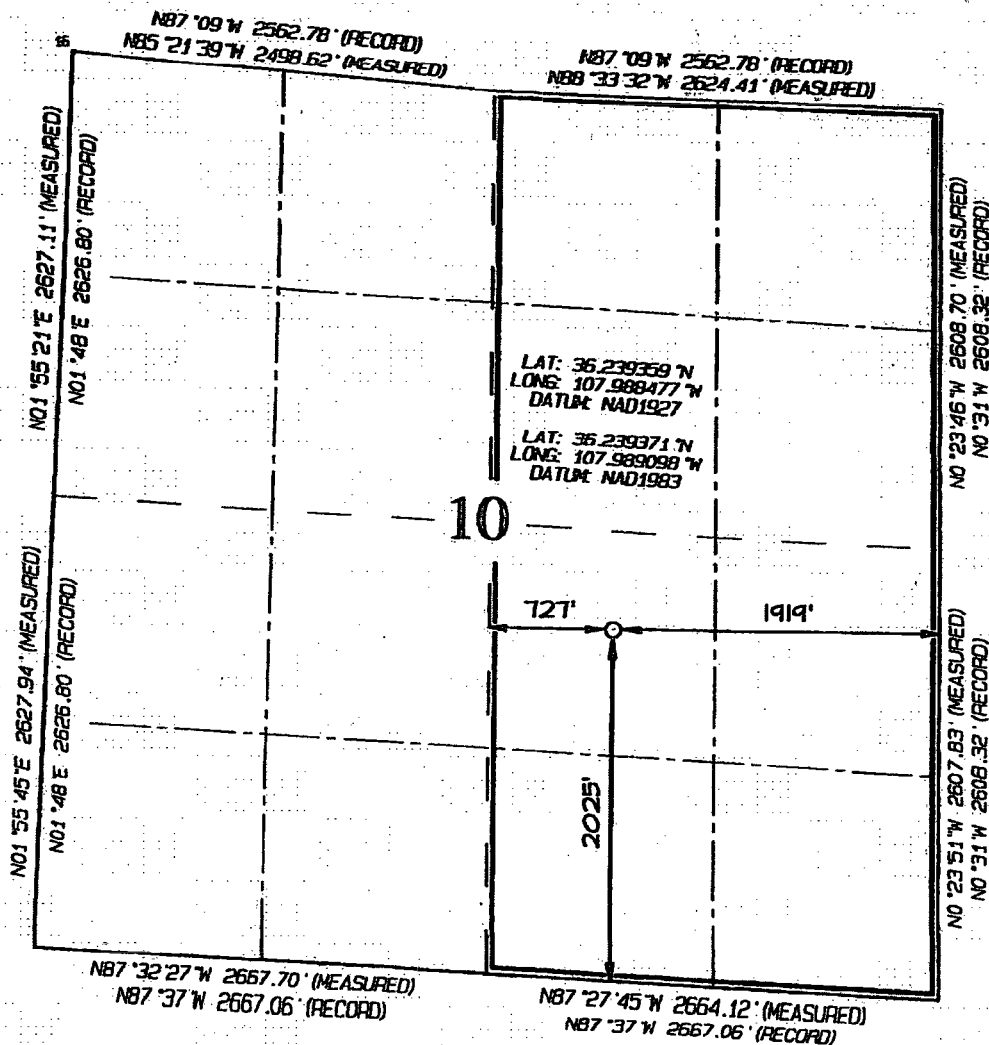 N87°09'W 2562.78' (RECORD)
N85°21'39"W 2498.62' (MEASURED)
N87°09'W 2562.78' (RECORD)
N88°33'32"W 2624.41' (MEASURED)
N01°55'21"E 2627.11' (MEASURED)
N01°48'E 2626.80' (RECORD)
N0°23'46"W 2608.70' (MEASURED)
N0°31'W 2608.32' (RECORD)
LAT: 36.239359°N
LONG: 107.988477°W
DATUM: NAD1927
LAT: 36.239371°N
LONG: 107.989098°W
DATUM: NAD1983
10
727'
1919'
2025'
N01°55'45"E 2627.94' (MEASURED)
N01°48'E 2626.80' (RECORD)
N0°23'51"W 2607.83' (MEASURED)
N0°31'W 2608.32' (RECORD)
N87°32'27"W 2667.70' (MEASURED)
N87°37'W 2667.06' (RECORD)
N87°27'45"W 2664.12' (MEASURED)
N87°37'W 2667.06' (RECORD)